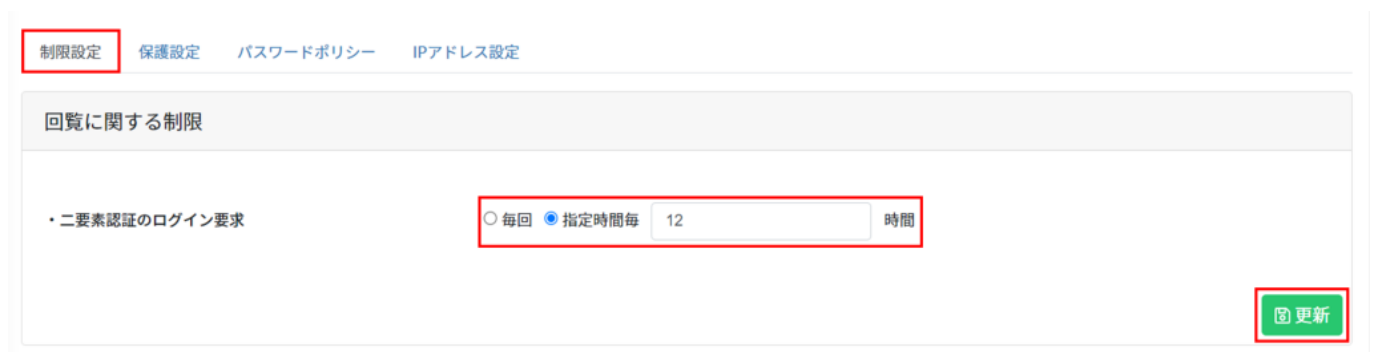 制限設定 保護設定 パスワードポリシー IPアドレス設定
回覧に関する制限
・二要素認証のログイン要求 毎回 指定時間毎 12 時間
更新